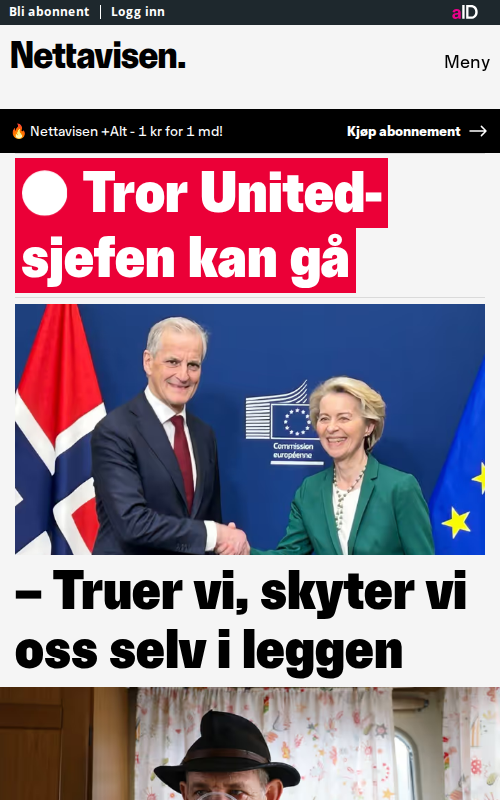 Bli abonnent | Logg inn
aID
Nettavisen.
Meny
🔥 Nettavisen +Alt - 1 kr for 1 md!
Kjøp abonnement →
Tror United-
sjefen kan gå
Commission
européenne
– Truer vi, skyter vi
oss selv i leggen